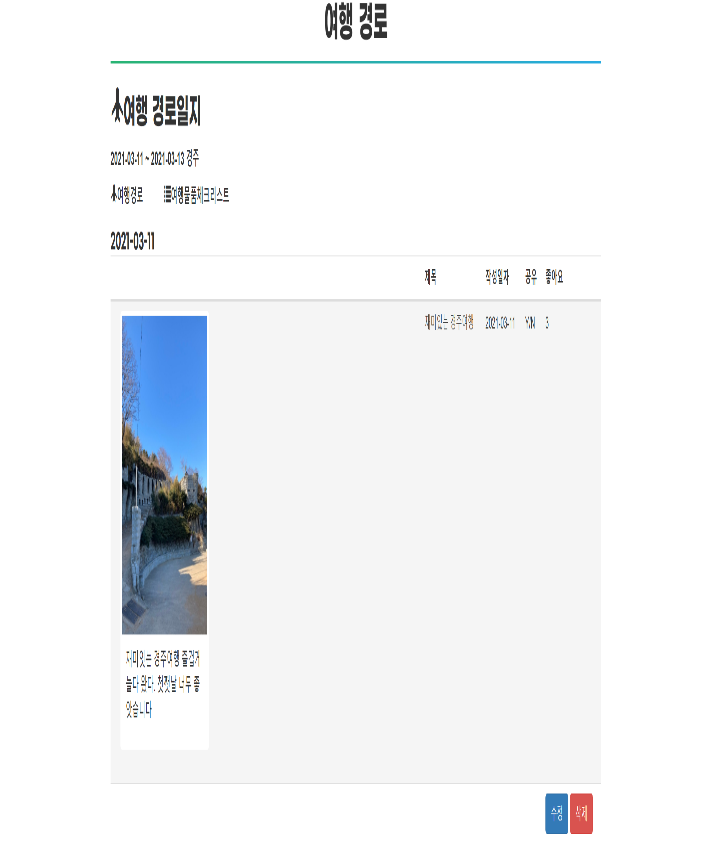 여행 경로
여행 경로일지
2021-03-11 ~ 2021-03-13 경주
여행경로 여행물품체크리스트
2021-03-11
제목 작성일자 공유 좋아요
재미있는 경주여행 2021-03-11 Y/N 3
재미있는 경주여행 즐겁게
놀다 왔다. 첫잿날 너무 좋
앗습니다
수정 삭제